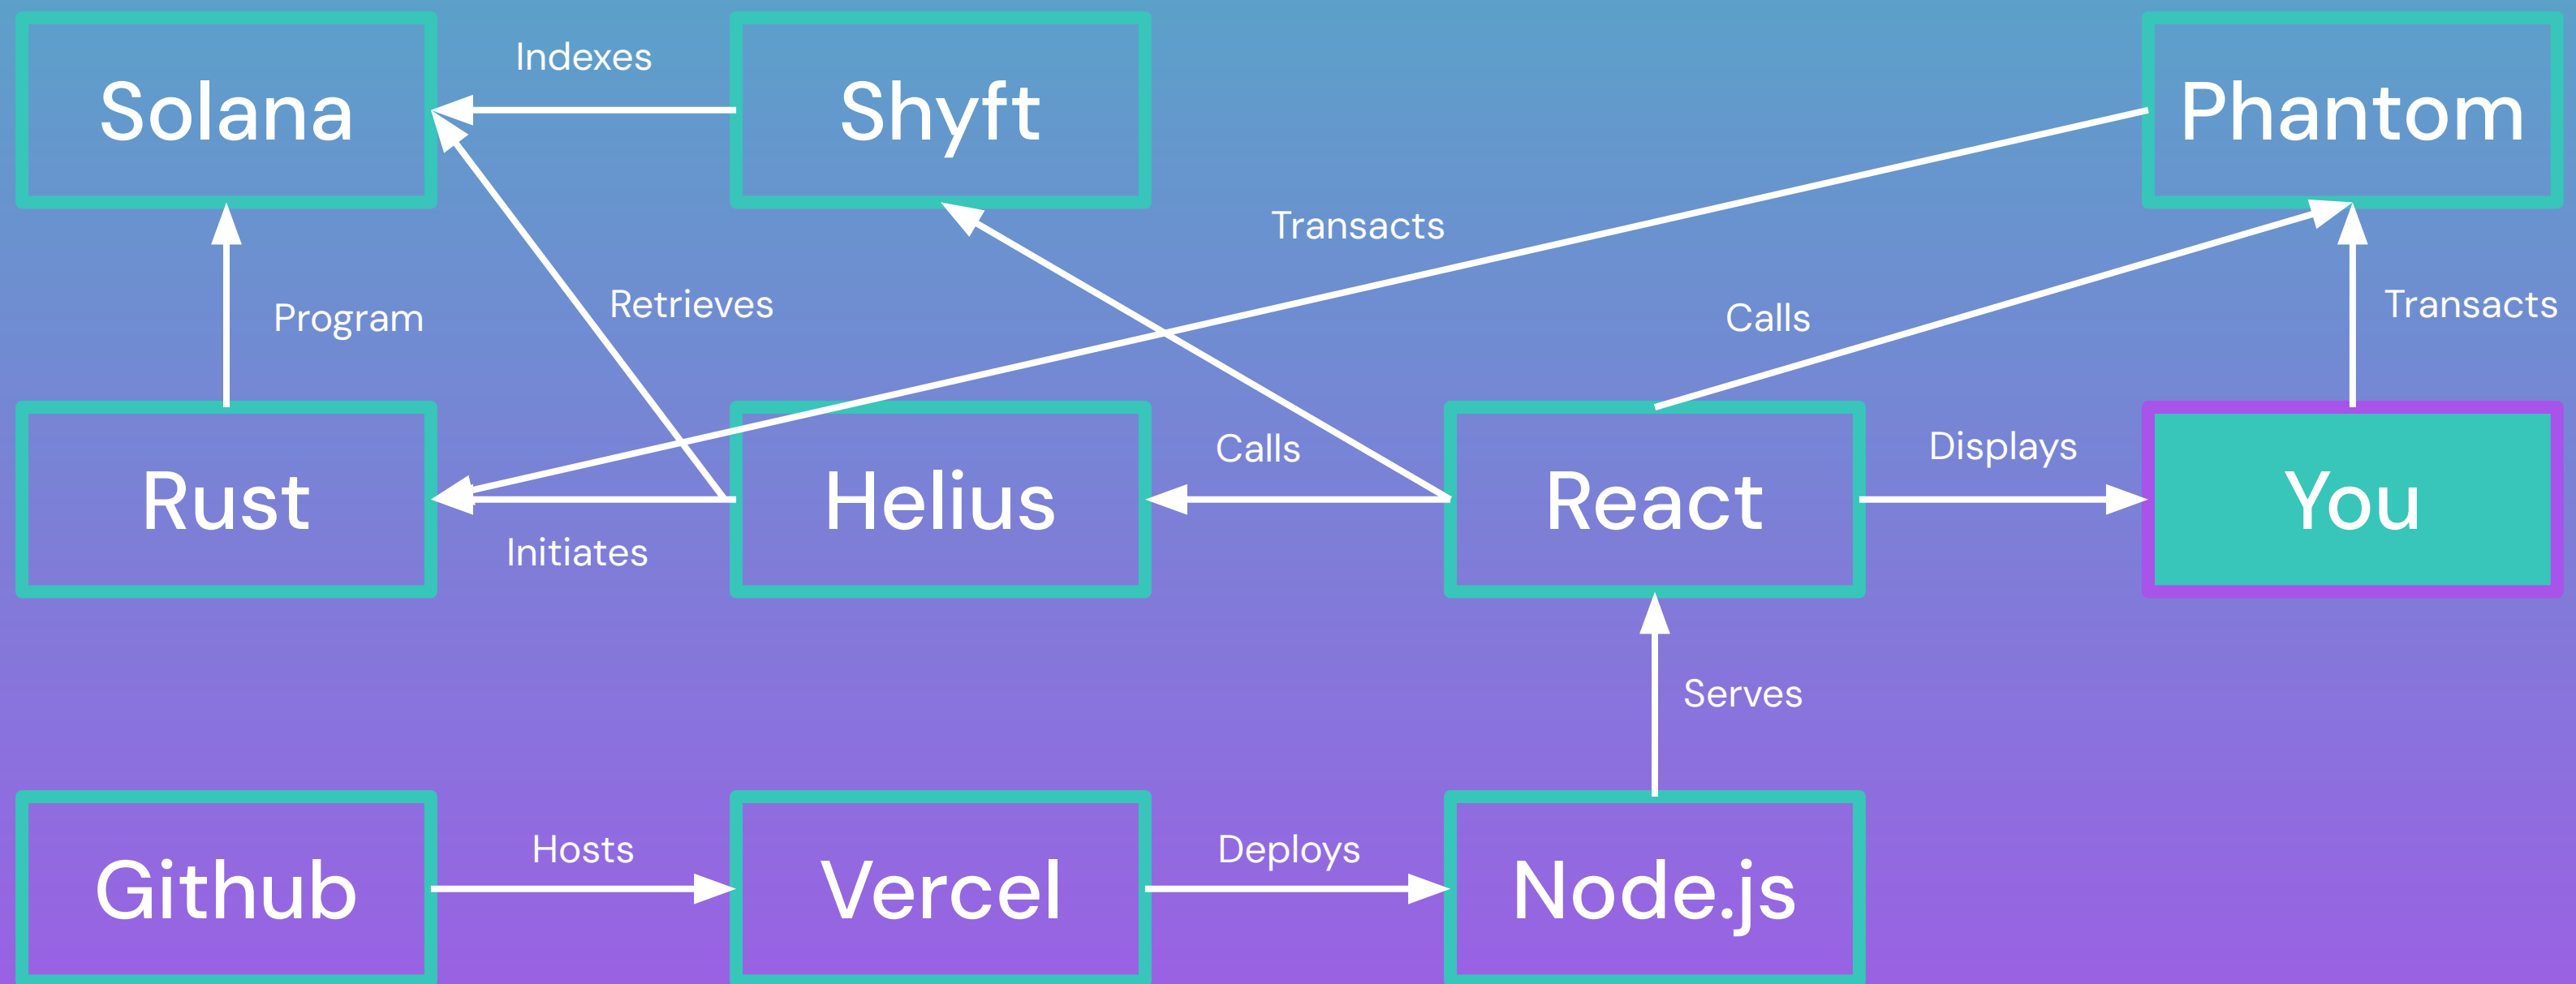 Solana
Indexes
Shyft
Phantom
Transacts
Program
Retrieves
Calls
Transacts
Rust
Initiates
Helius
Calls
React
Displays
You
Serves
Github
Hosts
Vercel
Deploys
Node.js